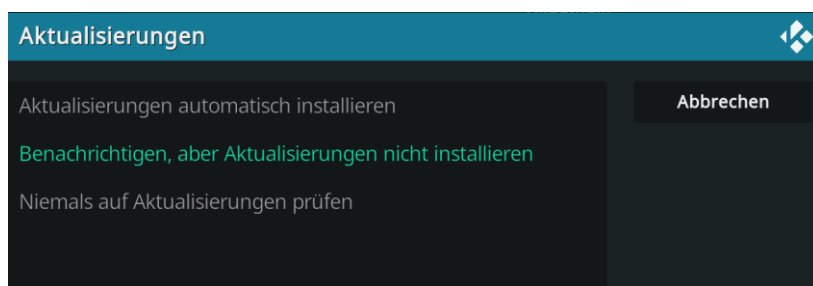 Aktualisierungen
Aktualisierungen automatisch installieren
Abbrechen
Benachrichtigen, aber Aktualisierungen nicht installieren
Niemals auf Aktualisierungen prüfen